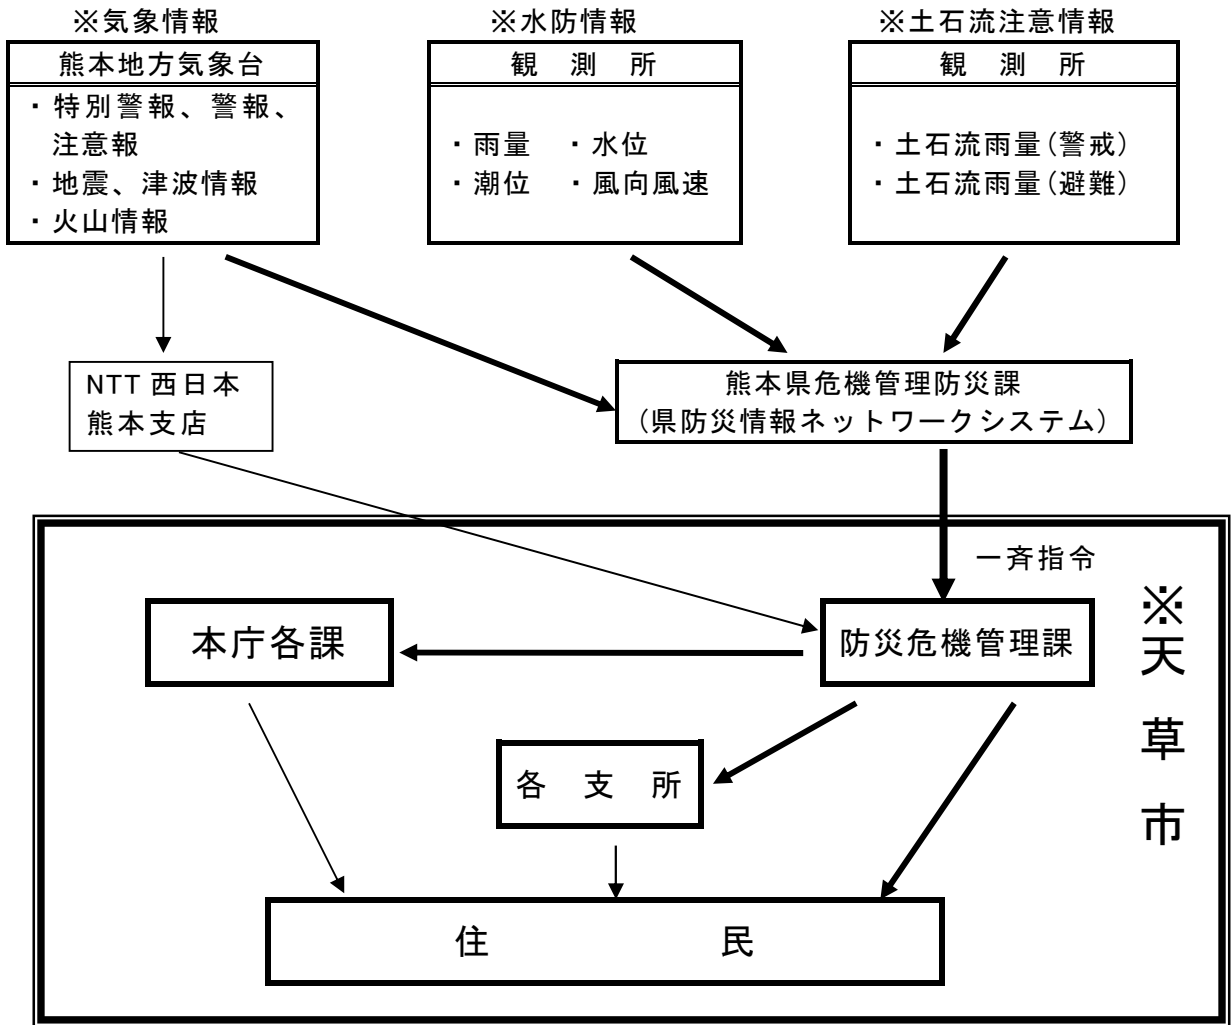 ※気象情報
熊本地方気象台
・特別警報、警報、
注意報
・地震、津波情報
・火山情報
※水防情報
観　測　所
・雨量　・水位
・潮位　・風向風速
※土石流注意情報
観　測　所
・土石流雨量(警戒)
・土石流雨量(避難)
NTT 西日本
熊本支店
熊本県危機管理防災課
(県防災情報ネットワークシステム)
一斉指令
※天草市
本庁各課
防災危機管理課
各　支　所
住　民